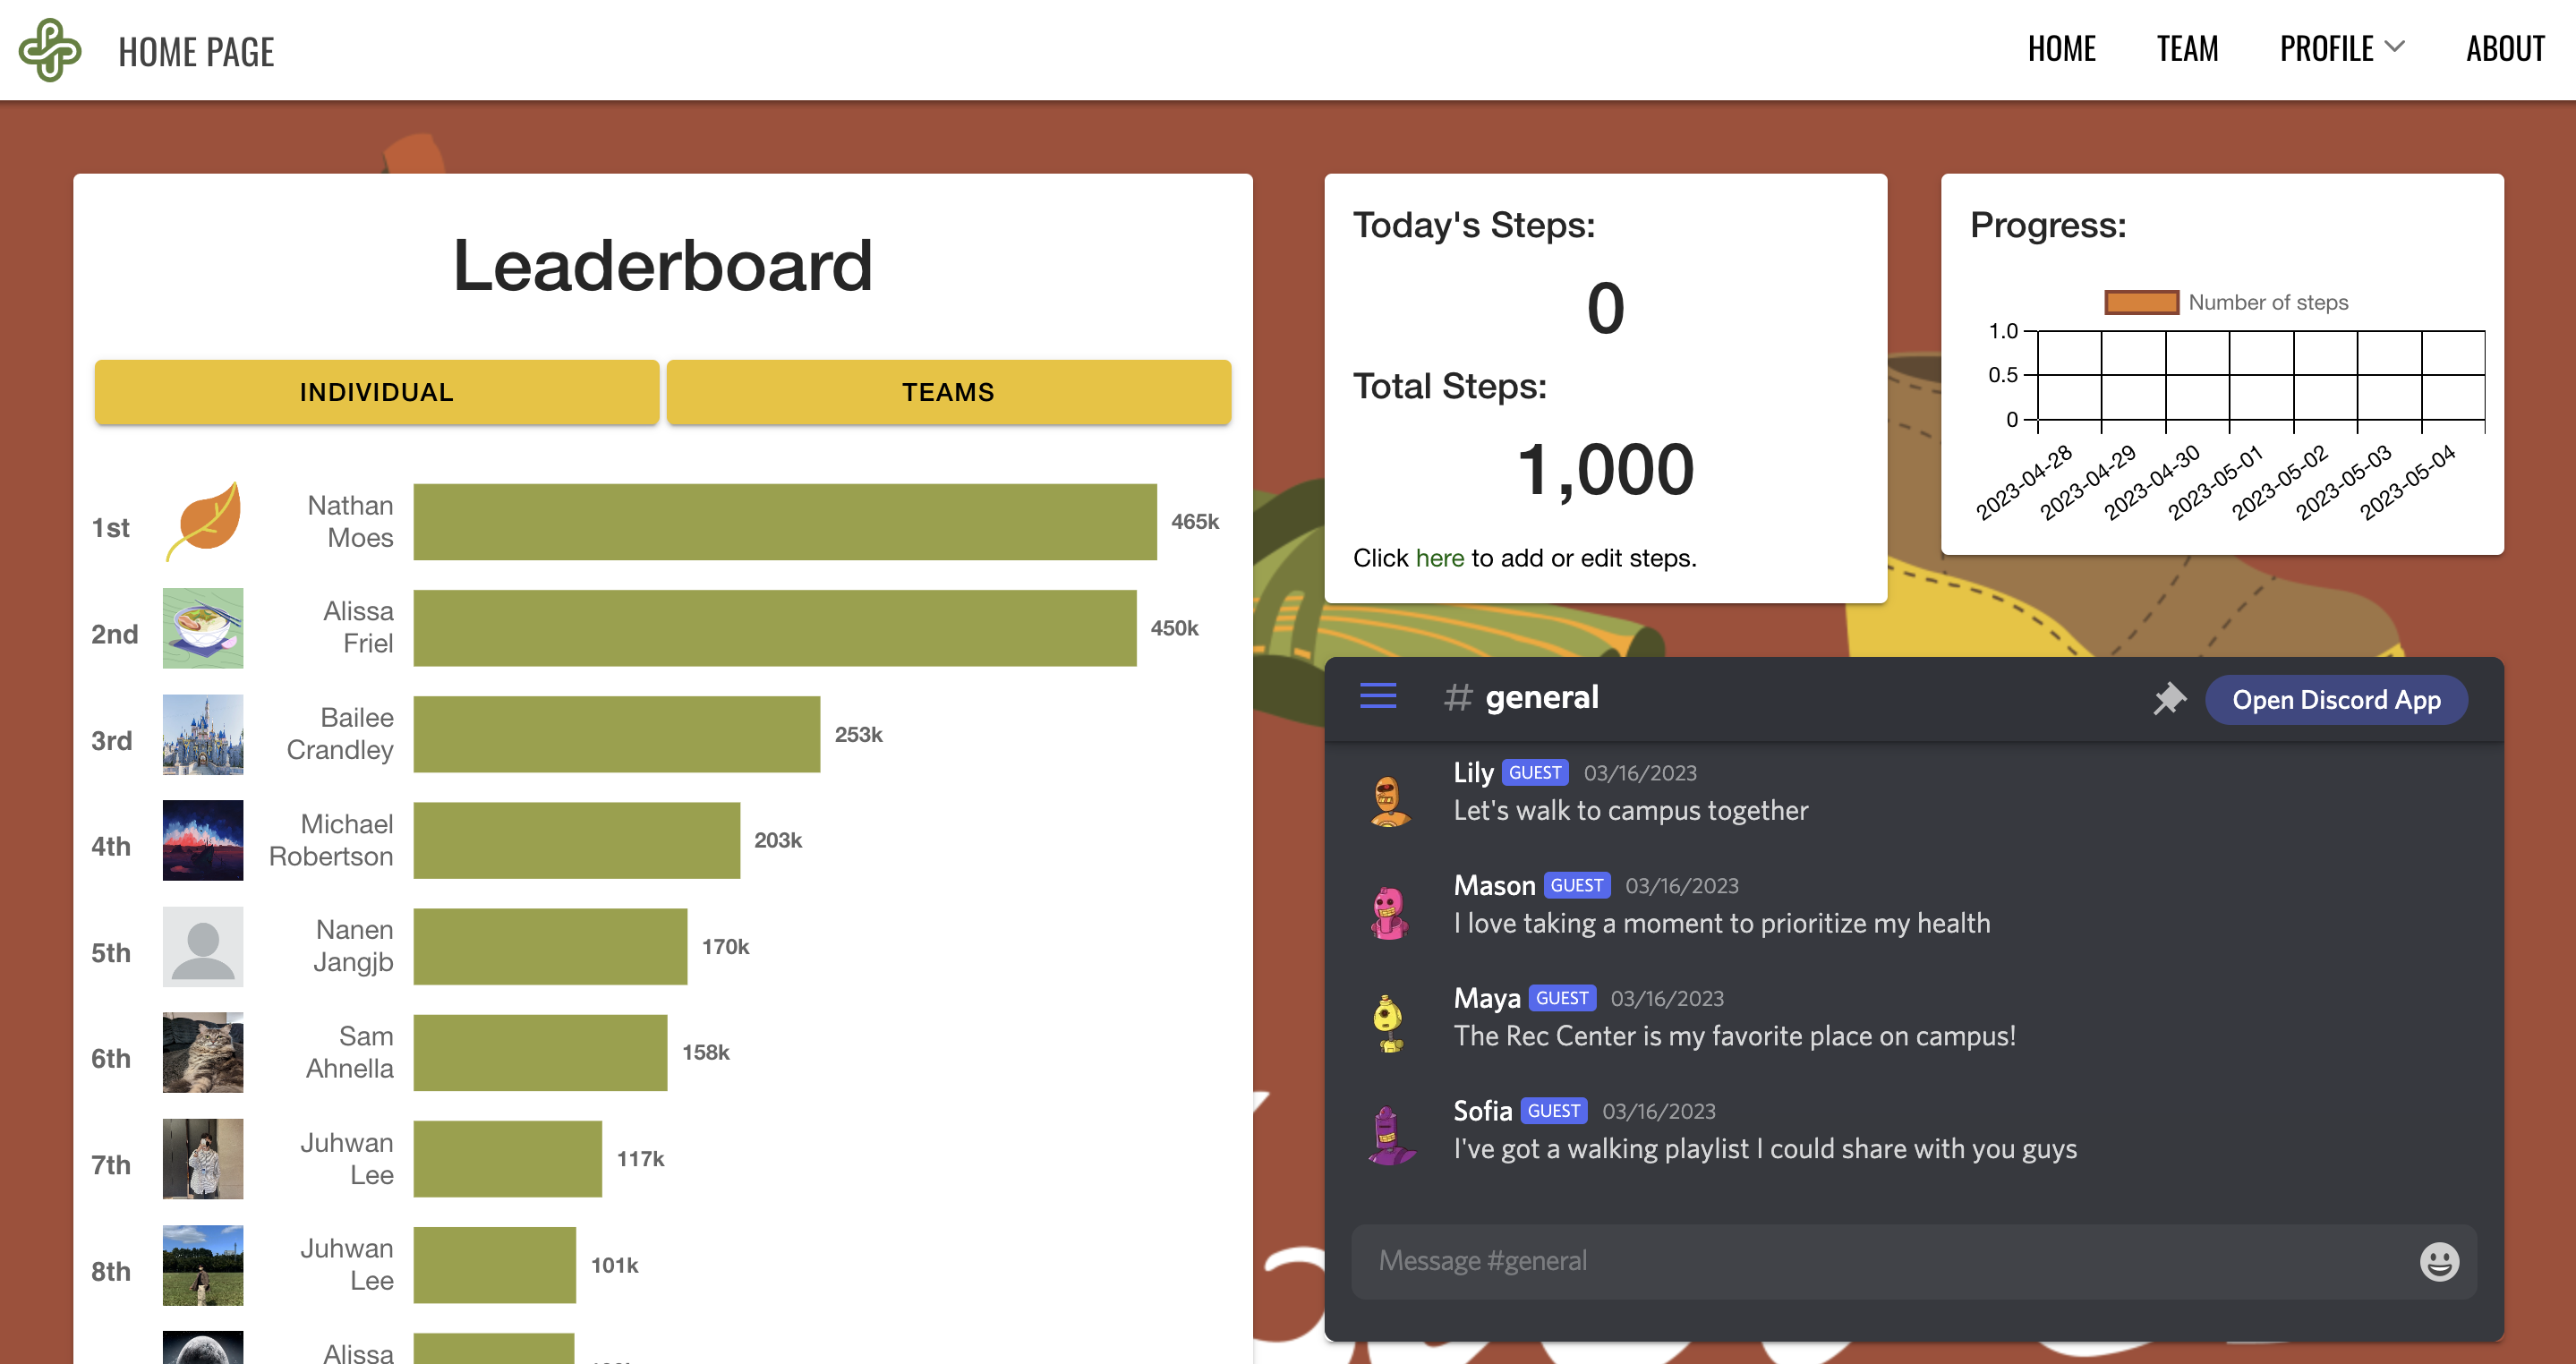 HOME PAGE
HOME
TEAM
PROFILE
ABOUT
Leaderboard
INDIVIDUAL
TEAMS
1st
Nathan
Moes
465k
2nd
Alissa
Friel
450k
3rd
Bailee
Crandley
253k
4th
Michael
Robertson
203k
5th
Nanen
Jangjb
170k
6th
Sam
Ahnella
158k
7th
Juhwan
Lee
117k
8th
Juhwan
Lee
101k
Alissa
Today's Steps:
0
Total Steps:
1,000
Click here to add or edit steps.
Progress:
Number of steps
1.0
0.5
0
2023-04-28
2023-04-29
2023-04-30
2023-05-01
2023-05-02
2023-05-03
2023-05-04
# general
Open Discord App
Lily GUEST 03/16/2023
Let's walk to campus together
Mason GUEST 03/16/2023
I love taking a moment to prioritize my health
Maya GUEST 03/16/2023
The Rec Center is my favorite place on campus!
Sofia GUEST 03/16/2023
I've got a walking playlist I could share with you guys
Message #general